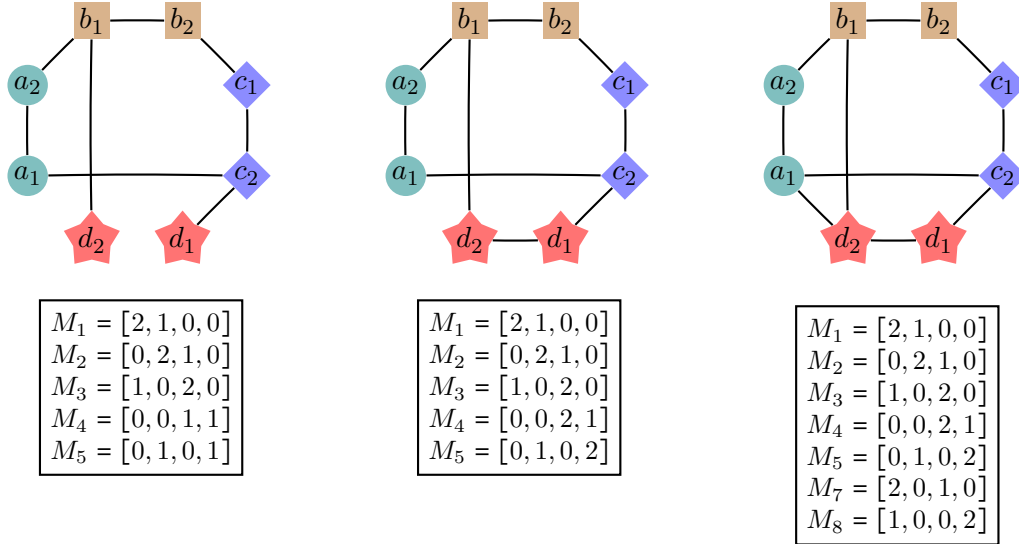 b₁ b₂
a₂ c₁
a₁ c₂
d₂ d₁
M₁ = [2, 1, 0, 0]
M₂ = [0, 2, 1, 0]
M₃ = [1, 0, 2, 0]
M₄ = [0, 0, 1, 1]
M₅ = [0, 1, 0, 1]
b₁ b₂
a₂ c₁
a₁ c₂
d₂ d₁
M₁ = [2, 1, 0, 0]
M₂ = [0, 2, 1, 0]
M₃ = [1, 0, 2, 0]
M₄ = [0, 0, 2, 1]
M₅ = [0, 1, 0, 2]
b₁ b₂
a₂ c₁
a₁ c₂
d₂ d₁
M₁ = [2, 1, 0, 0]
M₂ = [0, 2, 1, 0]
M₃ = [1, 0, 2, 0]
M₄ = [0, 0, 2, 1]
M₅ = [0, 1, 0, 2]
M₇ = [2, 0, 1, 0]
M₈ = [1, 0, 0, 2]